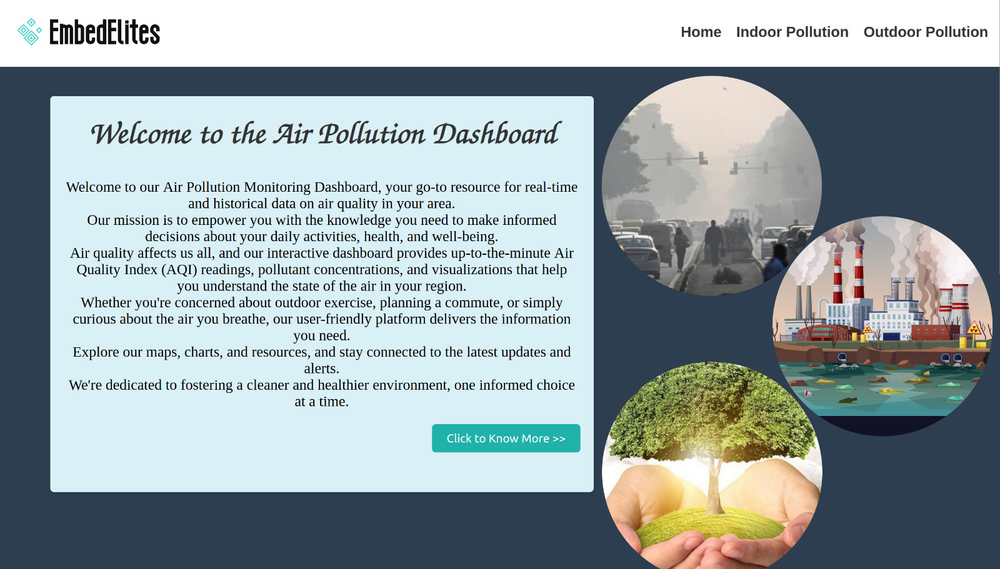 EmbedElites
Home Indoor Pollution Outdoor Pollution
Welcome to the Air Pollution Dashboard
Welcome to our Air Pollution Monitoring Dashboard, your go-to resource for real-time
and historical data on air quality in your area.
Our mission is to empower you with the knowledge you need to make informed
decisions about your daily activities, health, and well-being.
Air quality affects us all, and our interactive dashboard provides up-to-the-minute Air
Quality Index (AQI) readings, pollutant concentrations, and visualizations that help
you understand the state of the air in your region.
Whether you're concerned about outdoor exercise, planning a commute, or simply
curious about the air you breathe, our user-friendly platform delivers the information
you need.
Explore our maps, charts, and resources, and stay connected to the latest updates and
alerts.
We're dedicated to fostering a cleaner and healthier environment, one informed choice
at a time.
Click to Know More >>